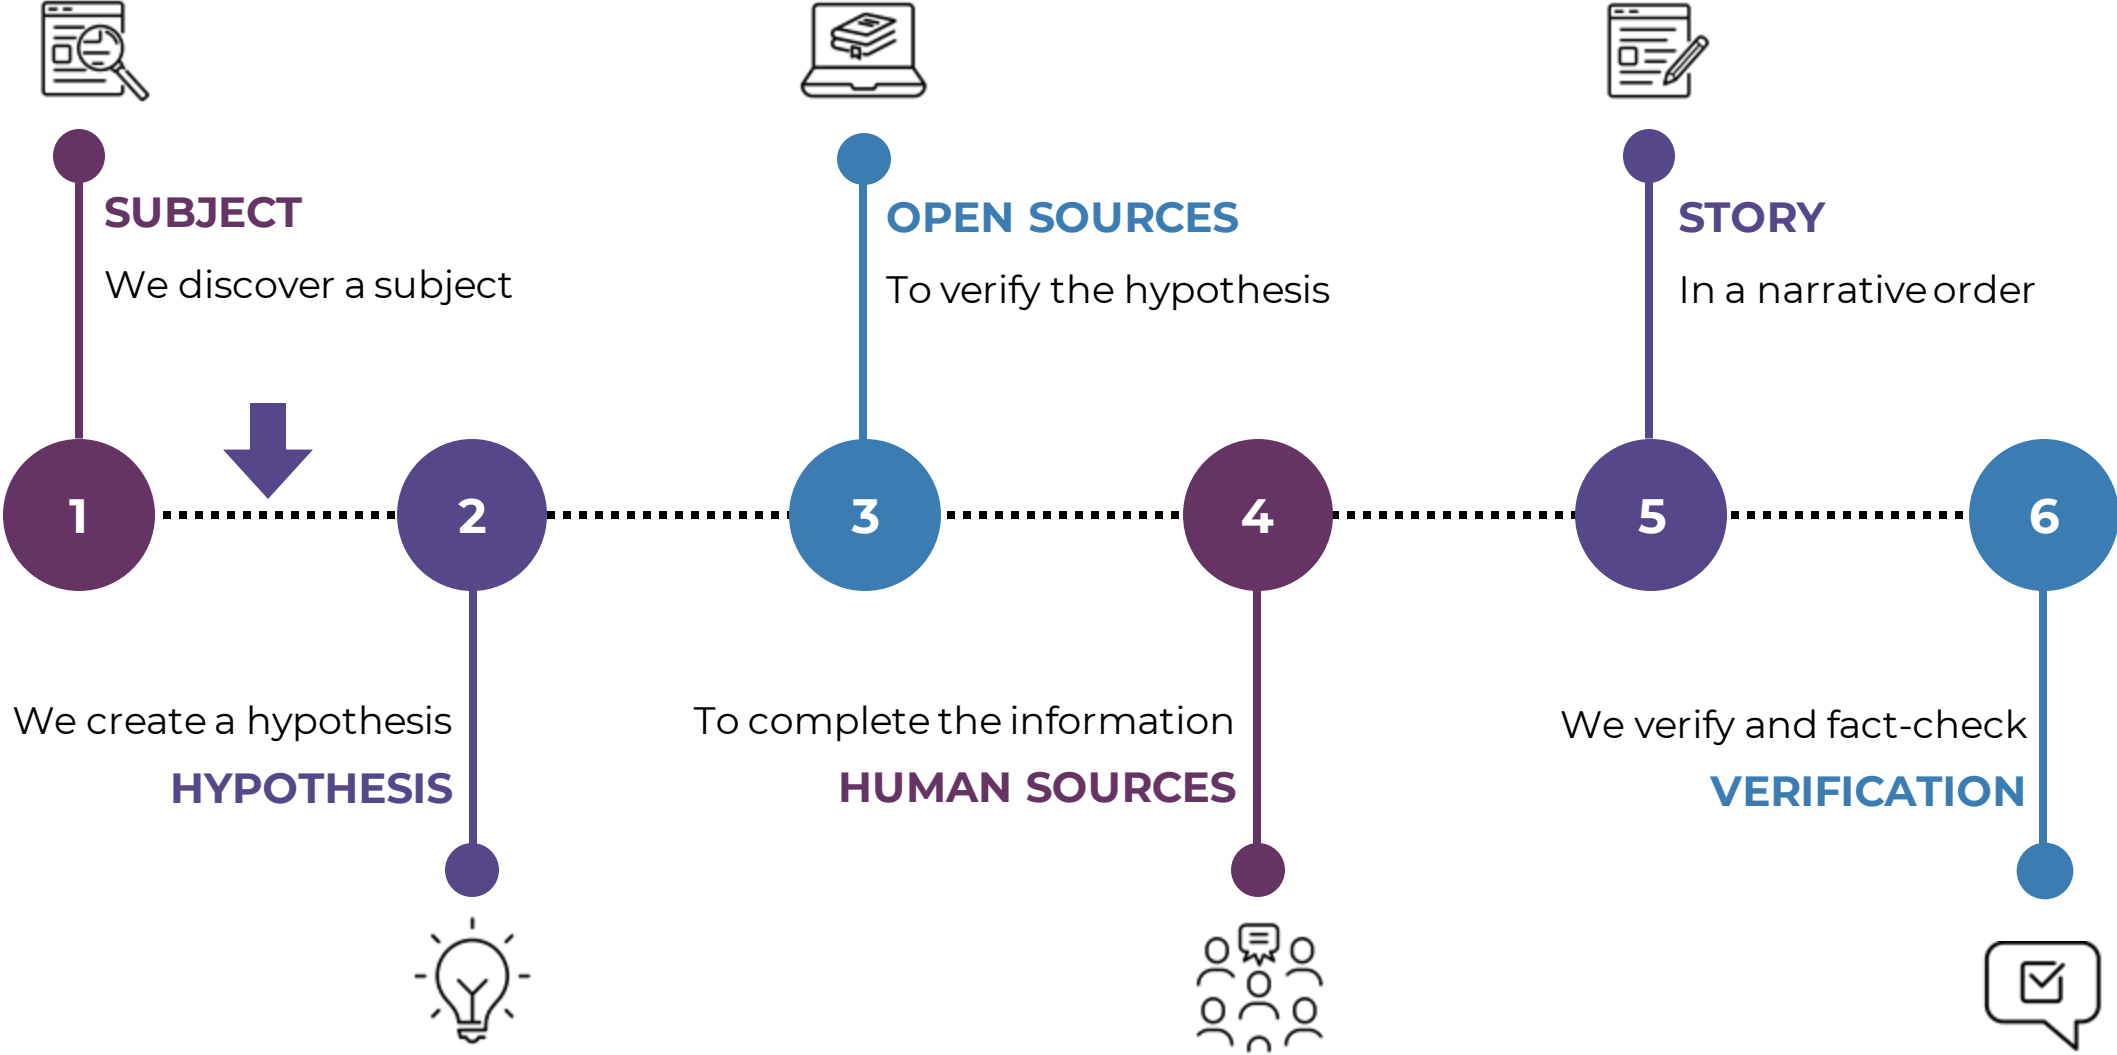 SUBJECT
We discover a subject
OPEN SOURCES
To verify the hypothesis
STORY
In a narrative order
1
2
3
4
5
6
We create a hypothesis
HYPOTHESIS
To complete the information
HUMAN SOURCES
We verify and fact-check
VERIFICATION